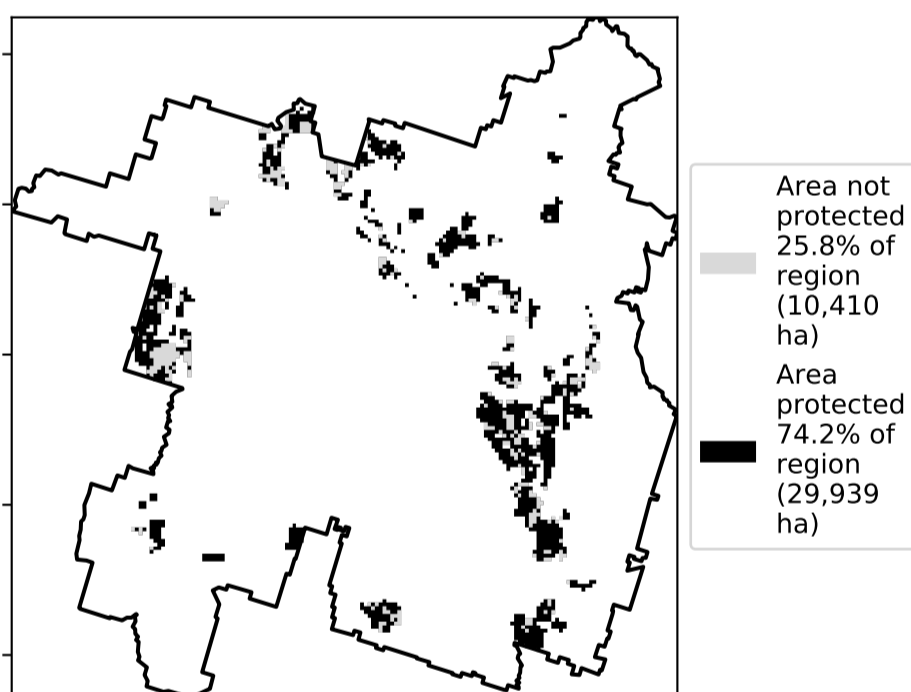 Area not
protected
25.8% of
region
(10,410
ha)
Area
protected
74.2% of
region
(29,939
ha)